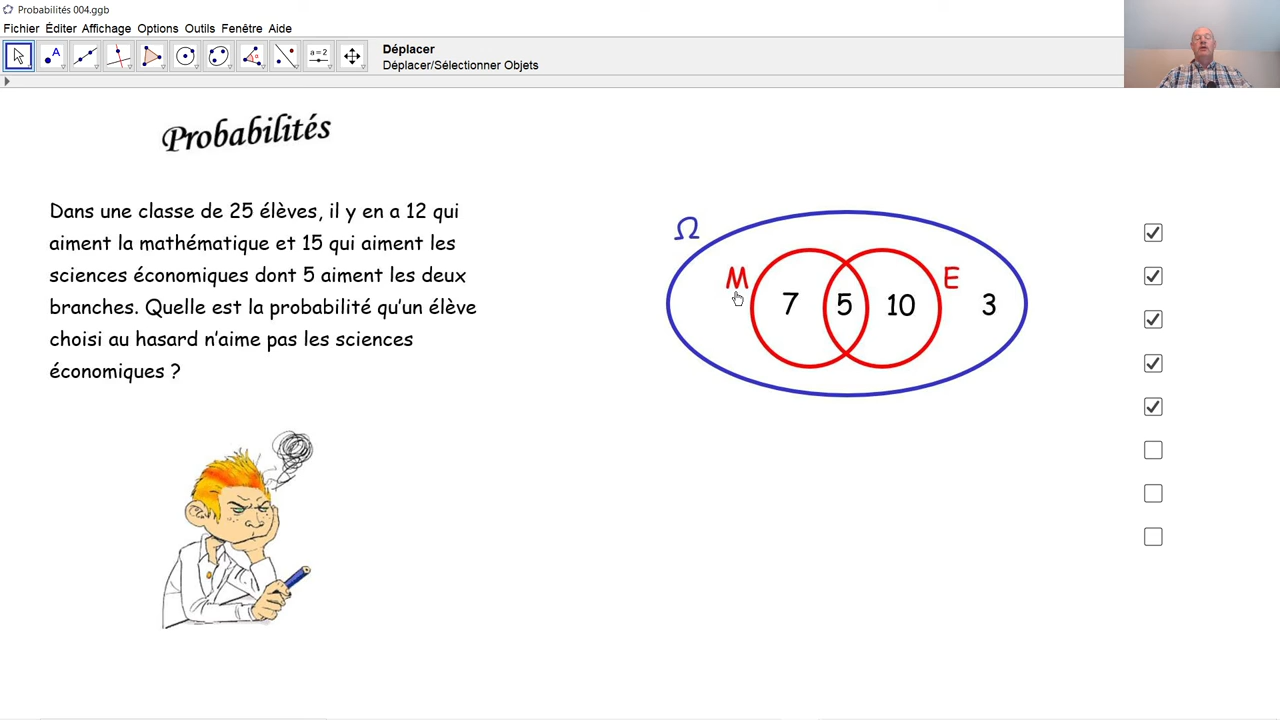 Probabilités 004.ggb
Fichier Éditer Affichage Options Outils Fenêtre Aide
A
α
a=2
Déplacer
Déplacer/Sélectionner Objets
Probabilités
Dans une classe de 25 élèves, il y en a 12 qui
aiment la mathématique et 15 qui aiment les
sciences économiques dont 5 aiment les deux
branches. Quelle est la probabilité qu'un élève
choisi au hasard n'aime pas les sciences
économiques ?
Ω
M
E
7 5 10 3